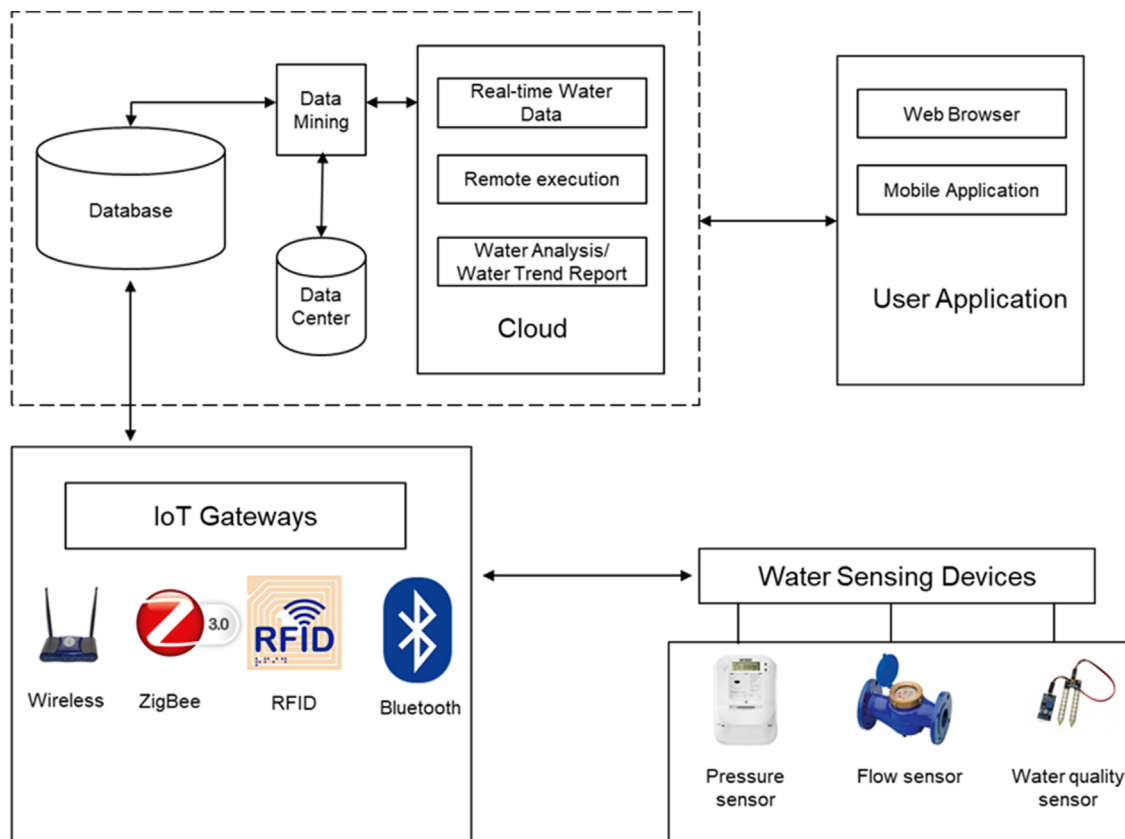 Data
Mining
Database
Data
Center
Real-time Water
Data
Remote execution
Water Analysis/
Water Trend Report
Cloud
Web Browser
Mobile Application
User Application
IoT Gateways
3.0
RFID
Wireless
ZigBee
RFID
Bluetooth
Water Sensing Devices
Pressure
sensor
Flow sensor
Water quality
sensor